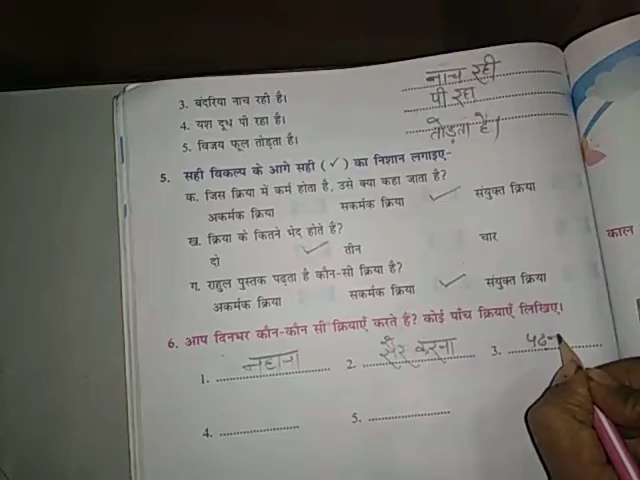 3. बंदरिया नाच रही है। नाच रही
4. यश दूध पी रहा है। पी रहा
5. विजय फूल तोड़ता है। तोड़ता है।
5. सही विकल्प के आगे सही (✓) का निशान लगाइए-
क. जिस क्रिया में कर्म होता है, उसे क्या कहा जाता है?
अकर्मक क्रिया सकर्मक क्रिया ✓ संयुक्त क्रिया
ख. क्रिया के कितने भेद होते हैं?
दो ✓ तीन चार
ग. राहुल पुस्तक पढ़ता है कौन-सी क्रिया है?
अकर्मक क्रिया सकर्मक क्रिया ✓ संयुक्त क्रिया
6. आप दिनभर कौन-कौन सी क्रियाएँ करते हैं? कोई पाँच क्रियाएँ लिखिए।
1. नहाना 2. सैर करना 3.
4. 5.
काल